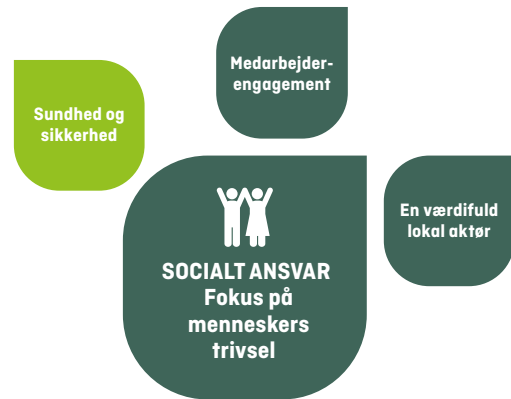 Medarbejder-
engagement
Sundhed og
sikkerhed
En værdifuld
lokal aktør
SOCIALT ANSVAR
Fokus på
menneskers
trivsel